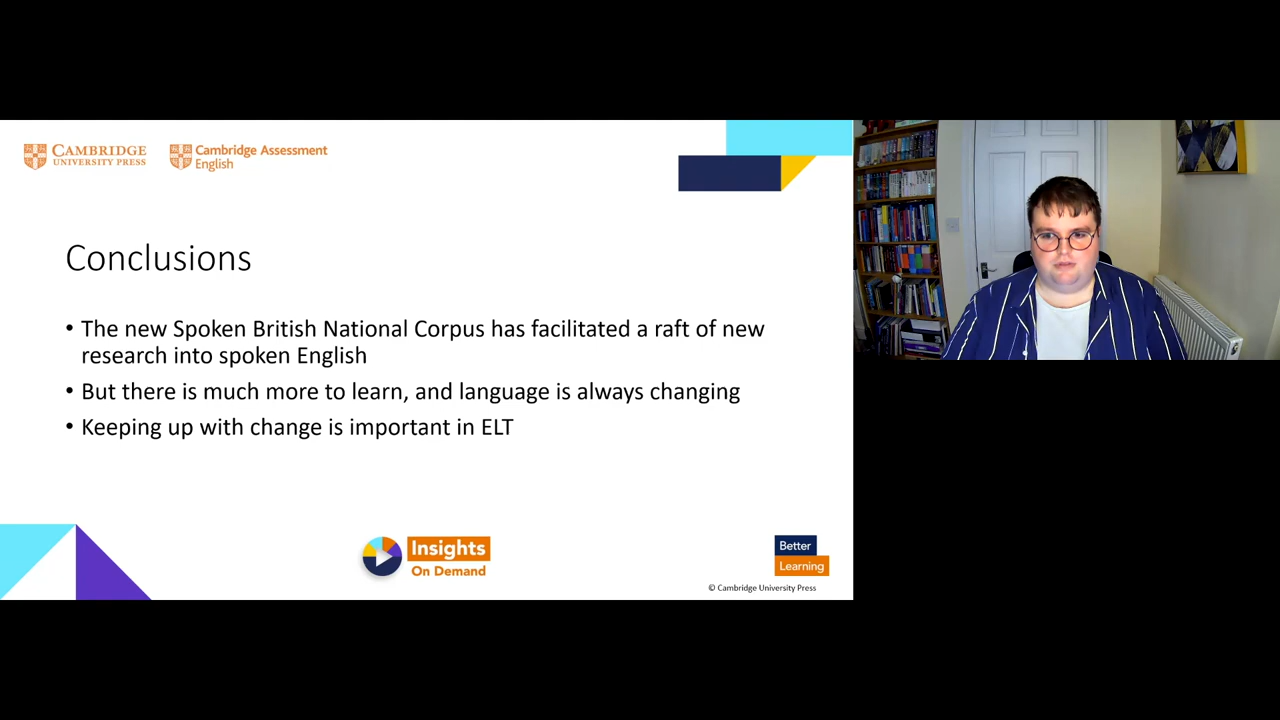 CAMBRIDGE
UNIVERSITY PRESS
Cambridge Assessment
English
Conclusions
• The new Spoken British National Corpus has facilitated a raft of new
research into spoken English
• But there is much more to learn, and language is always changing
• Keeping up with change is important in ELT
Insights
On Demand
Better
Learning
© Cambridge University Press